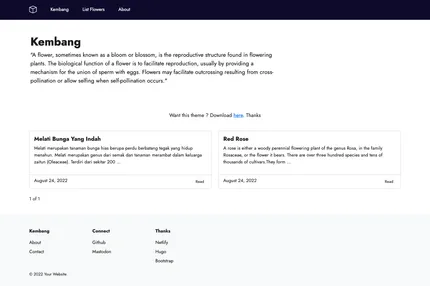 Kembang
List Flowers
About
Kembang
"A flower, sometimes known as a bloom or blossom, is the reproductive structure found in flowering
plants. The biological function of a flower is to facilitate reproduction, usually by providing a
mechanism for the union of sperm with eggs. Flowers may facilitate outcrossing resulting from cross-
pollination or allow selfing when self-pollination occurs."
Want this theme ? Download here. Thanks
Melati Bunga Yang Indah
Melati merupakan tanaman bunga hias berupa perdu berbatang tegak yang hidup
menahun. Melati merupakan genus dari semak dan tanaman merambat dalam keluarga
zaitun (Oleaceae). Terdiri dari sekitar 200 ...
August 24, 2022
Read
Red Rose
A rose is either a woody perennial flowering plant of the genus Rosa, in the family
Rosaceae, or the flower it bears. There are over three hundred species and tens of
thousands of cultivars.They form ...
August 24, 2022
Read
1 of 1
Kembang
About
Contact
Connect
Github
Mastodon
Thanks
Netlify
Hugo
Bootstrap
© 2022 Your Website